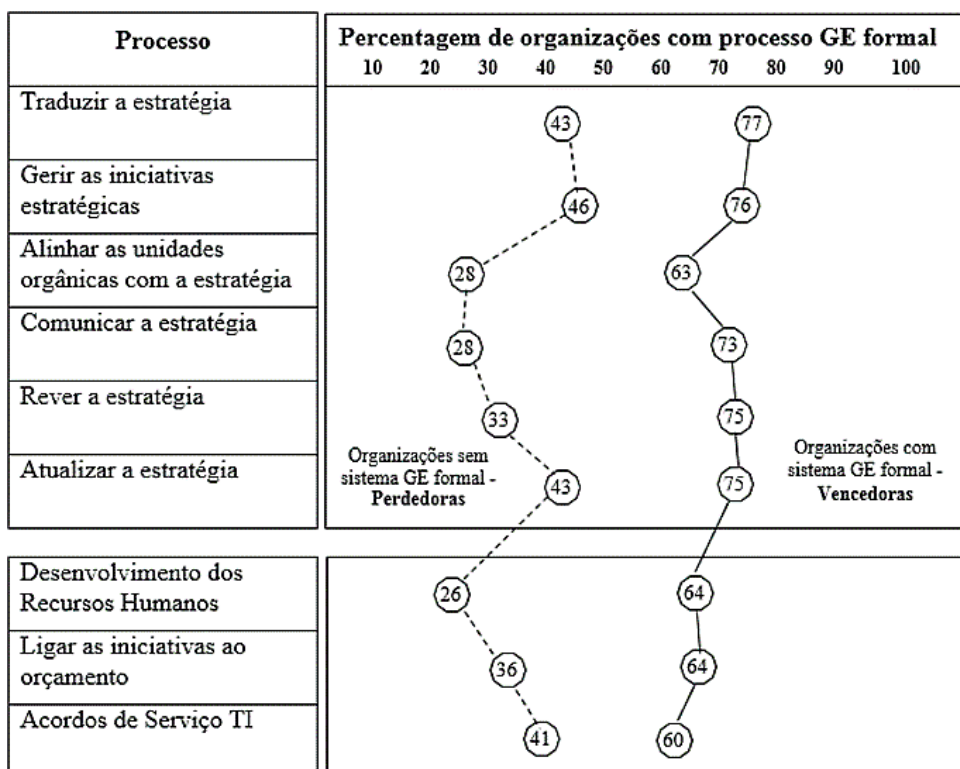 Processo
Percentagem de organizações com processo GE formal
10 20 30 40 50 60 70 80 90 100
Traduzir a estratégia
43 77
Gerir as iniciativas
estratégicas
46 76
Alinhar as unidades
orgânicas com a estratégia
28 63
Comunicar a estratégia
28 73
Rever a estratégia
33 75
Atualizar a estratégia
43 75
Organizações sem
sistema GE formal -
Perdedoras
Organizações com
sistema GE formal -
Vencedoras
Desenvolvimento dos
Recursos Humanos
26 64
Ligar as iniciativas ao
orçamento
36 64
Acordos de Serviço TI
41 60